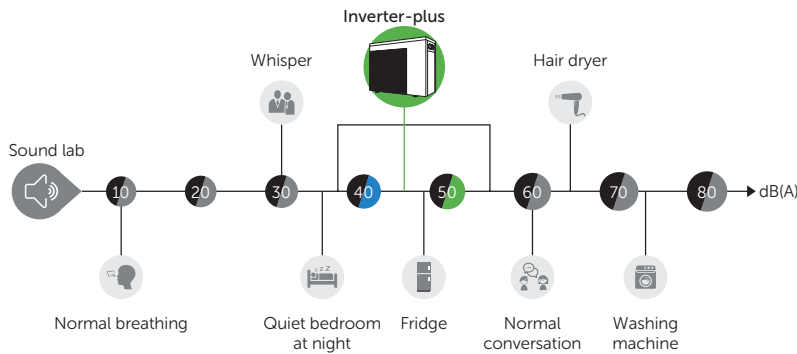 Inverter-plus
Whisper
Hair dryer
Sound lab
10 20 30 40 50 60 70 80 dB(A)
z z Z
Normal breathing
Quiet bedroom
at night
Fridge
Normal
conversation
Washing
machine